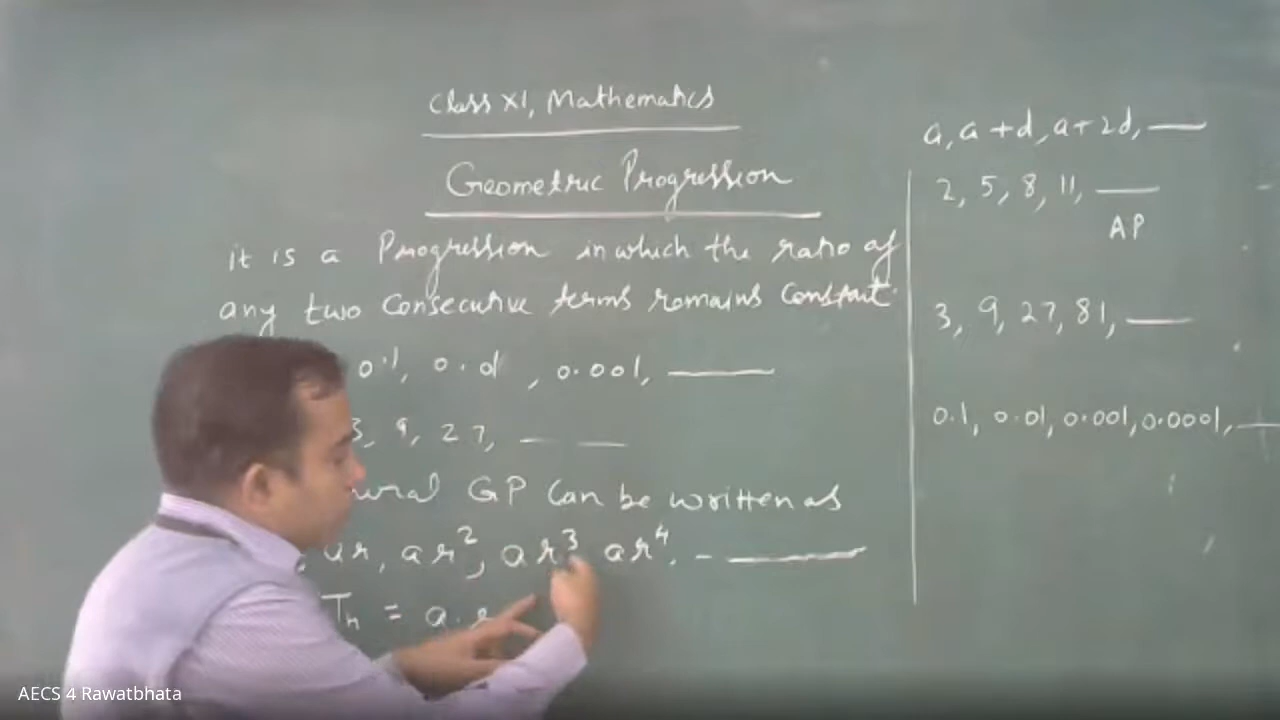 Class XI, Mathematics
Geometric Progression
it is a Progression in which the ratio of
any two Consecutive terms remains Constant.
0.1, 0.01, 0.001,
3, 9, 27,
GP Can be written as
ar, ar², ar³ ar⁴,
Tn = a.r
a, a+d, a+2d,
2, 5, 8, 11,
AP
3, 9, 27, 81,
0.1, 0.01, 0.001, 0.0001,
AECS 4 Rawatbhata